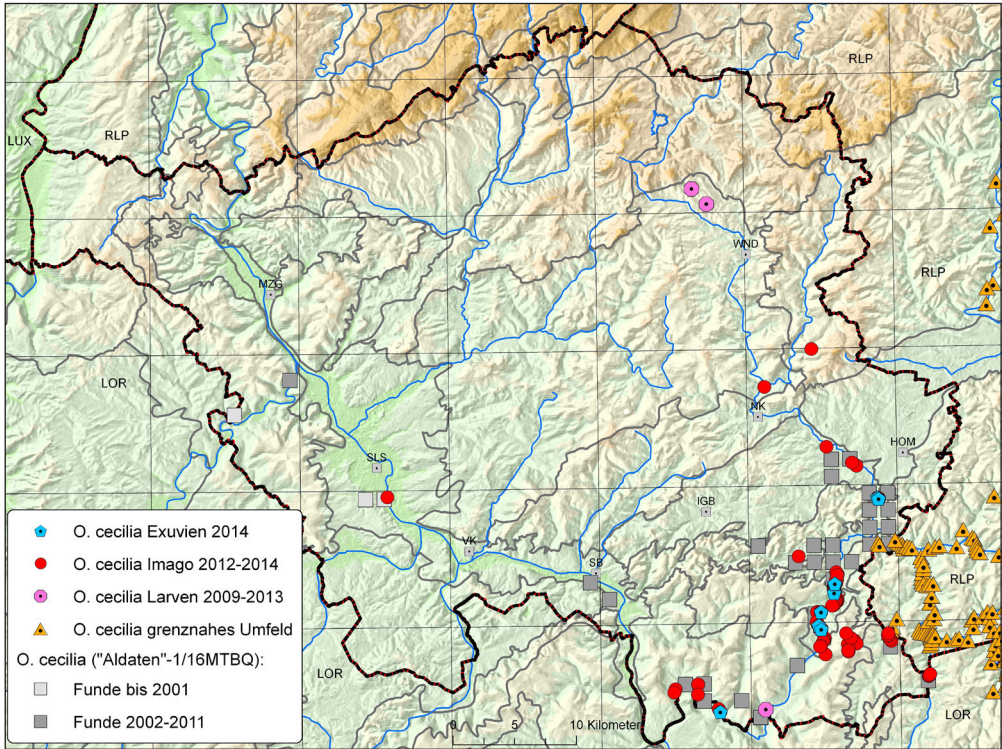 RLP
LUX
RLP
WND
MZG
RLP
LOR
NK
HOM
SLS
IGB
VK
SB
RLP
LOR
LOR
0 5 10 Kilometer
O. cecilia Exuvien 2014
O. cecilia Imago 2012-2014
O. cecilia Larven 2009-2013
O. cecilia grenznahes Umfeld
O. cecilia ("Aldaten"-1/16MTBQ):
Funde bis 2001
Funde 2002-2011